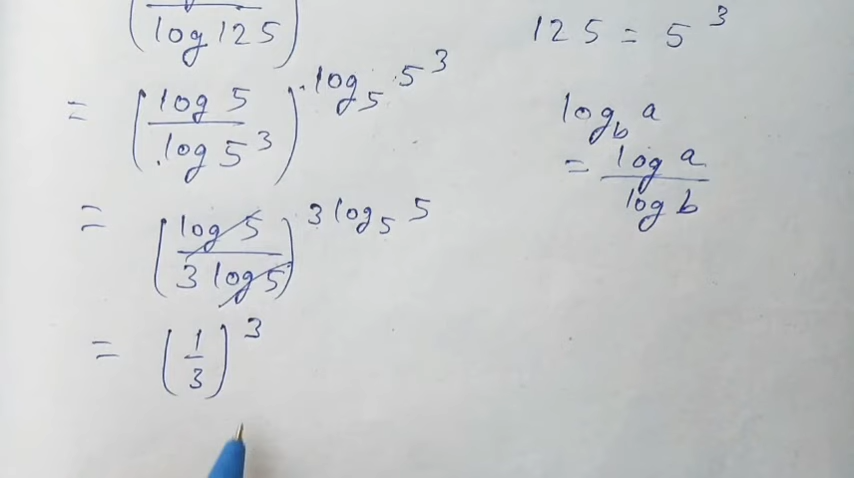 log 125
= (log 5 / log 5³)^(log₅ 5³)
= (log 5 / 3 log 5)^(3 log₅ 5)
= (1/3)³
125 = 5³
log_b a
= log a / log b